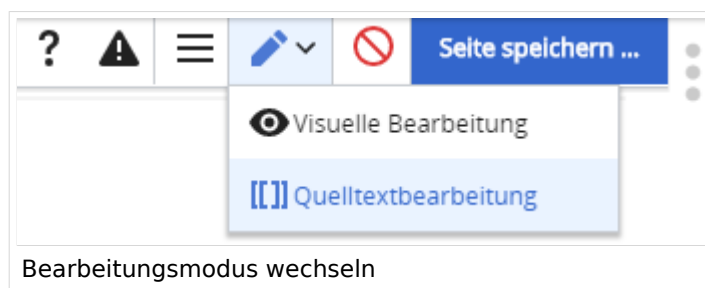 ? Seite speichern ...
Visuelle Bearbeitung
[[]] Quelltextbearbeitung
Bearbeitungsmodus wechseln